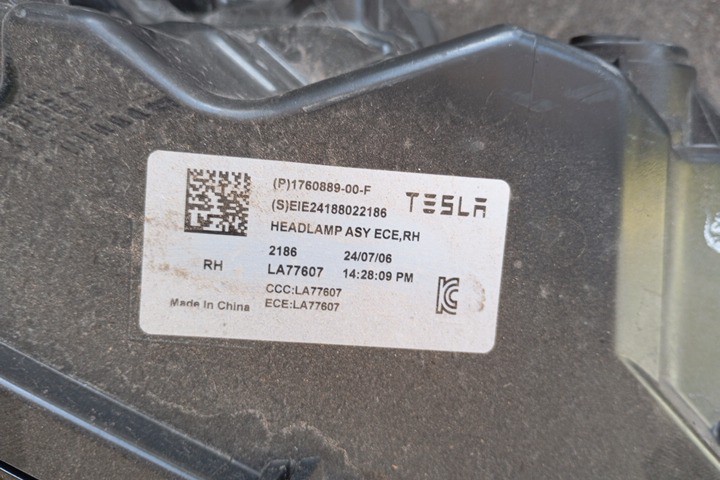 (P)1760889-00-F
TESLA
(S)EIE24188022186
HEADLAMP ASY ECE,RH
2186 24/07/06
RH LA77607 14:28:09 PM
CCC:LA77607
Made In China ECE:LA77607